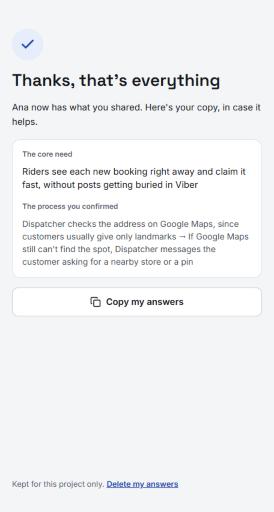 Thanks, that's everything
Ana now has what you shared. Here's your copy, in case it
helps.
The core need
Riders see each new booking right away and claim it
fast, without posts getting buried in Viber
The process you confirmed
Dispatcher checks the address on Google Maps, since
customers usually give only landmarks → If Google Maps
still can't find the spot, Dispatcher messages the
customer asking for a nearby store or a pin
Copy my answers
Kept for this project only. Delete my answers